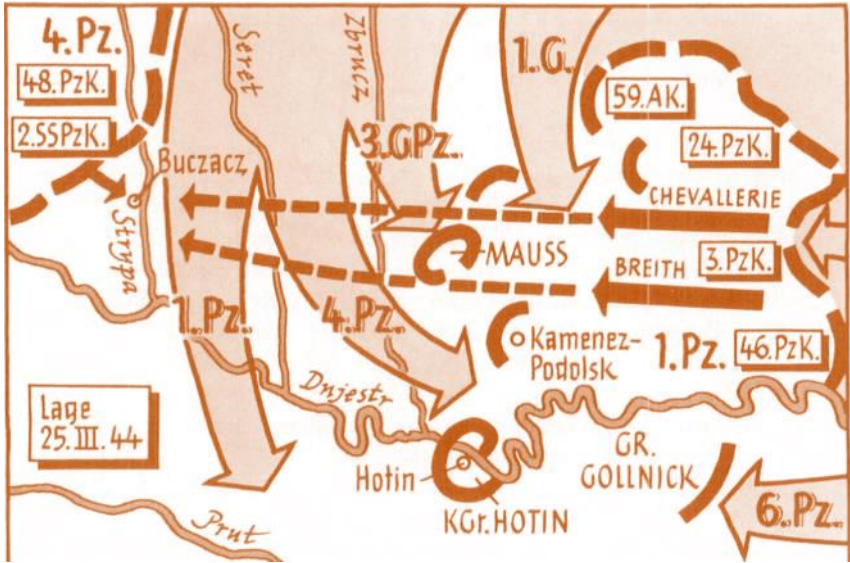 4. Pz.
48. PzK.
2. SSPzK.
Buczacz
Strypa
Seret
Zbrucz
1. G.
3. GPz.
59. AK.
24. PzK.
CHEVALLERIE
MAUSS
BREITH
3. PzK.
1. Pz.
4. Pz.
Kamenez-
Podolsk
1. Pz.
46. PzK.
Dnjestr
Lage
25. III. 44
Hotin
KGr. HOTIN
GR.
GOLLNICK
6. Pz.
Prut